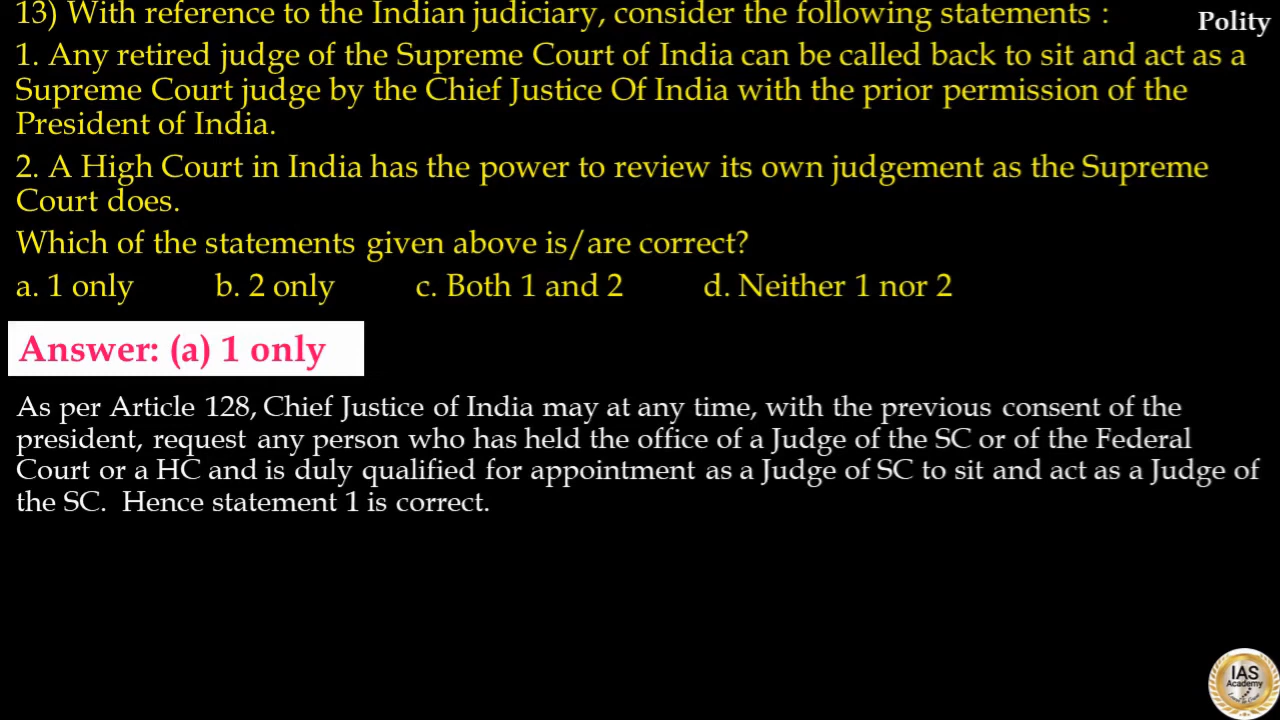 13) With reference to the Indian judiciary, consider the following statements :
Polity
1. Any retired judge of the Supreme Court of India can be called back to sit and act as a
Supreme Court judge by the Chief Justice Of India with the prior permission of the
President of India.
2. A High Court in India has the power to review its own judgement as the Supreme
Court does.
Which of the statements given above is/are correct?
a. 1 only b. 2 only c. Both 1 and 2 d. Neither 1 nor 2
Answer: (a) 1 only
As per Article 128, Chief Justice of India may at any time, with the previous consent of the
president, request any person who has held the office of a Judge of the SC or of the Federal
Court or a HC and is duly qualified for appointment as a Judge of SC to sit and act as a Judge of
the SC. Hence statement 1 is correct.
IAS
Academy